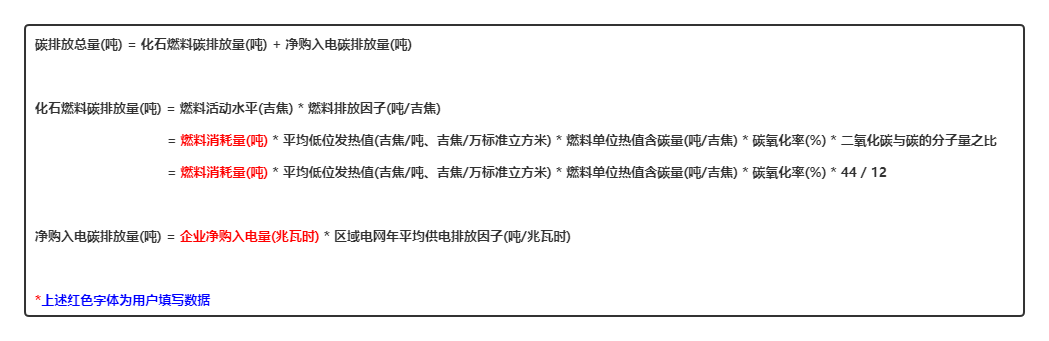 碳排放总量(吨) = 化石燃料碳排放量(吨) + 净购入电碳排放量(吨)
化石燃料碳排放量(吨) = 燃料活动水平(吉焦) * 燃料排放因子(吨/吉焦)
= 燃料消耗量(吨) * 平均低位发热值(吉焦/吨、吉焦/万标准立方米) * 燃料单位热值含碳量(吨/吉焦) * 碳氧化率(%) * 二氧化碳与碳的分子量之比
= 燃料消耗量(吨) * 平均低位发热值(吉焦/吨、吉焦/万标准立方米) * 燃料单位热值含碳量(吨/吉焦) * 碳氧化率(%) * 44 / 12
净购入电碳排放量(吨) = 企业净购入电量(兆瓦时) * 区域电网年平均供电排放因子(吨/兆瓦时)
*上述红色字体为用户填写数据